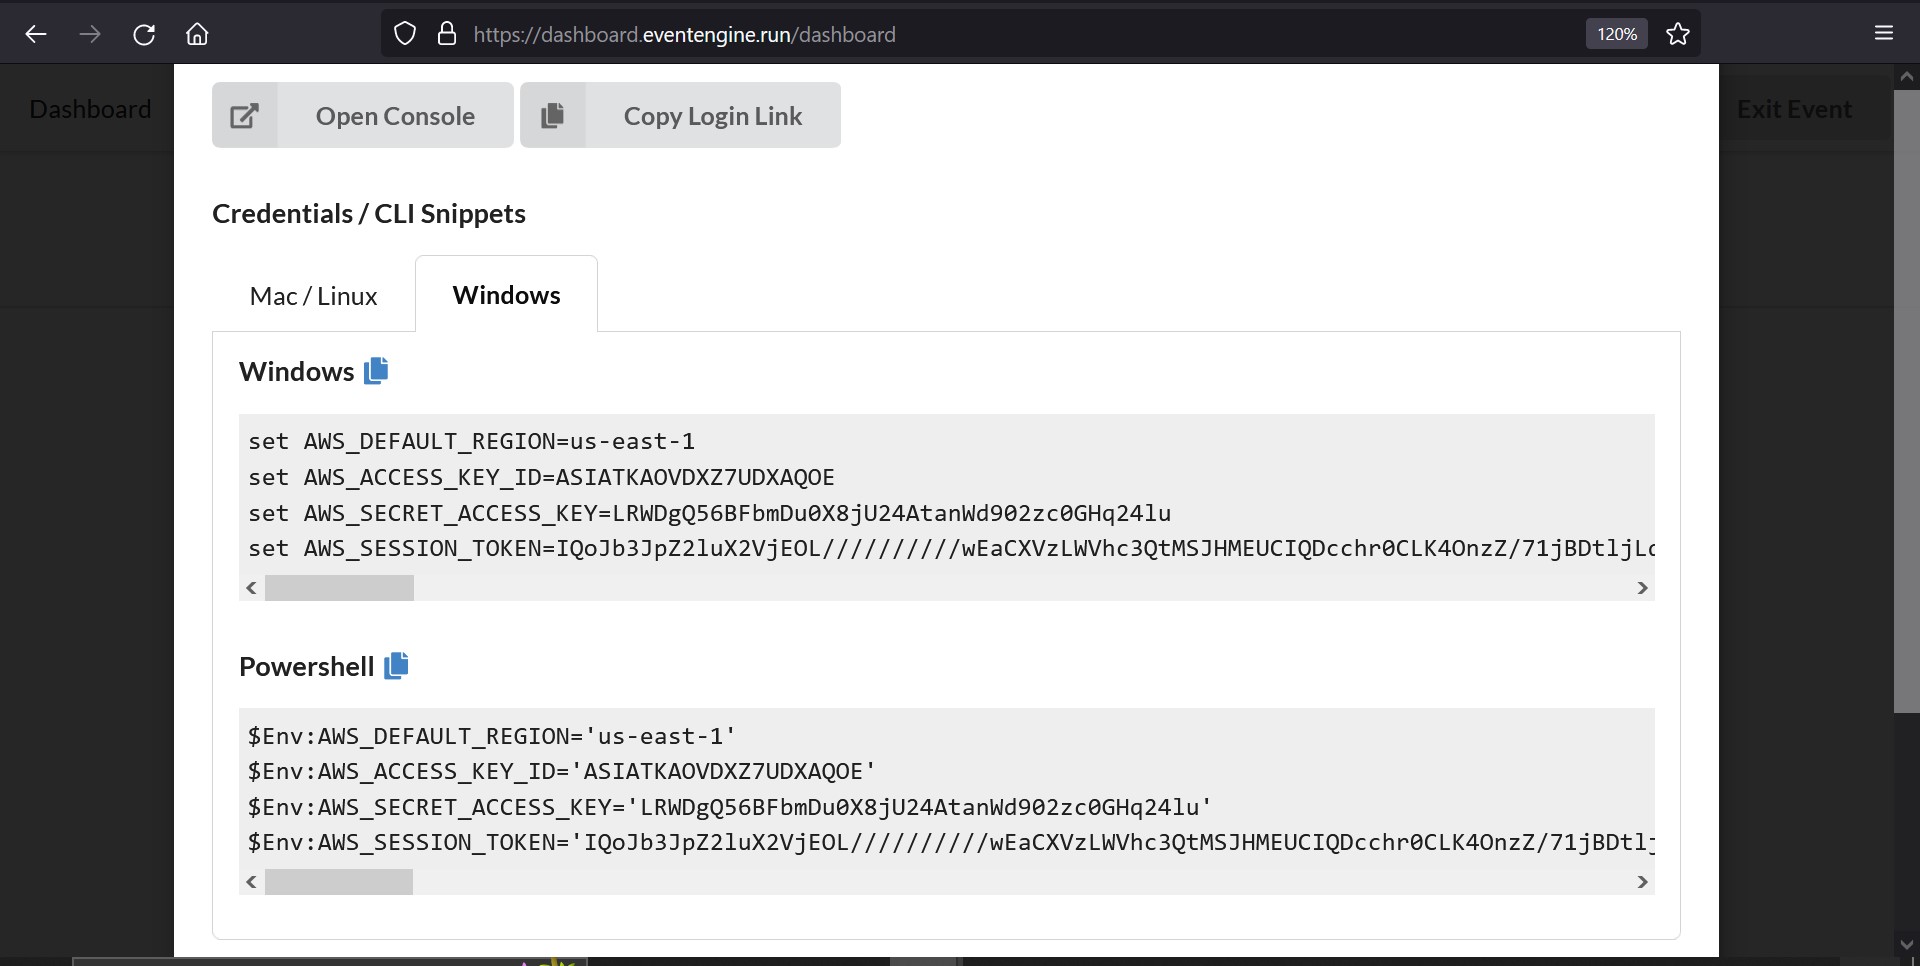 https://dashboard.eventengine.run/dashboard
120%
Dashboard
Exit Event
Open Console
Copy Login Link
Credentials / CLI Snippets
Mac / Linux
Windows
Windows
set AWS_DEFAULT_REGION=us-east-1
set AWS_ACCESS_KEY_ID=ASIATKAOVDXZ7UDXAQOE
set AWS_SECRET_ACCESS_KEY=LRWDgQ56BFbmDu0X8jU24AtanWd902zc0GHq24lu
set AWS_SESSION_TOKEN=IQoJb3JpZ2luX2VjEOL//////////wEaCXVzLWVhc3QtMSJHMEUCIQDcchr0CLK4OnzZ/71jBDtljL
Powershell
$Env:AWS_DEFAULT_REGION='us-east-1'
$Env:AWS_ACCESS_KEY_ID='ASIATKAOVDXZ7UDXAQOE'
$Env:AWS_SECRET_ACCESS_KEY='LRWDgQ56BFbmDu0X8jU24AtanWd902zc0GHq24lu'
$Env:AWS_SESSION_TOKEN='IQoJb3JpZ2luX2VjEOL//////////wEaCXVzLWVhc3QtMSJHMEUCIQDcchr0CLK4OnzZ/71jBDtl